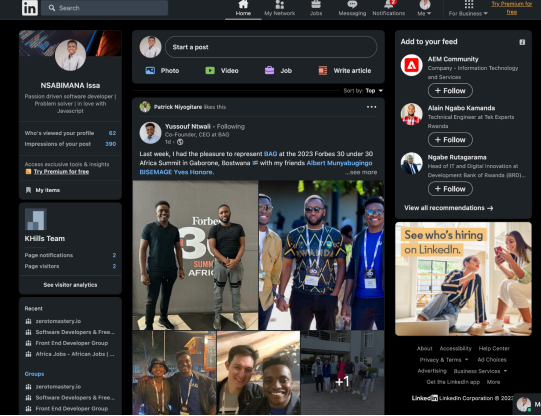 in
Search
Home
My Network
Jobs
Messaging
2
Notifications
Me
For Business
Try Premium for
free
NSABIMANA Issa
Passion driven software developer |
Problem solver | in love with
Javascript
Who's viewed your profile 62
Impressions of your post 390
Access exclusive tools & insights
Try Premium for free
My items
KHills Team
Page notifications 2
Page visitors 2
See visitor analytics
Recent
zerotomastery.io
Software Developers & Free...
Front End Developer Group
Africa Jobs - African Jobs | ...
Groups
zerotomastery.io
Software Developers & Free...
Front End Developer Group
Start a post
Photo
Video
Job
Write article
Sort by: Top
Patrick Niyogitare likes this
Yussouf Ntwali · Following
Co-Founder, CEO at BAG
1d ·
Last week, I had the pleasure to represent BAG at the 2023 Forbes 30 under 30
Africa Summit in Gaborone, Bostwana with my friends Albert Munyabugingo
BISEMAGE Yves Honore.
...see more
Forbes
30
SUMM
AFRIC
+1
Add to your feed
AEM Community
Company • Information Technology
and Services
+ Follow
Alain Ngabo Kamanda
Technical Engineer at Tek Experts
Rwanda
+ Follow
Ngabe Rutagarama
Head of IT and Digital Innovation at
Development Bank of Rwanda (BRD)...
+ Follow
View all recommendations →
See who's hiring
on LinkedIn.
About Accessibility Help Center
Privacy & Terms Ad Choices
Advertising Business Services
Get the LinkedIn app More
LinkedIn LinkedIn Corporation © 202
M